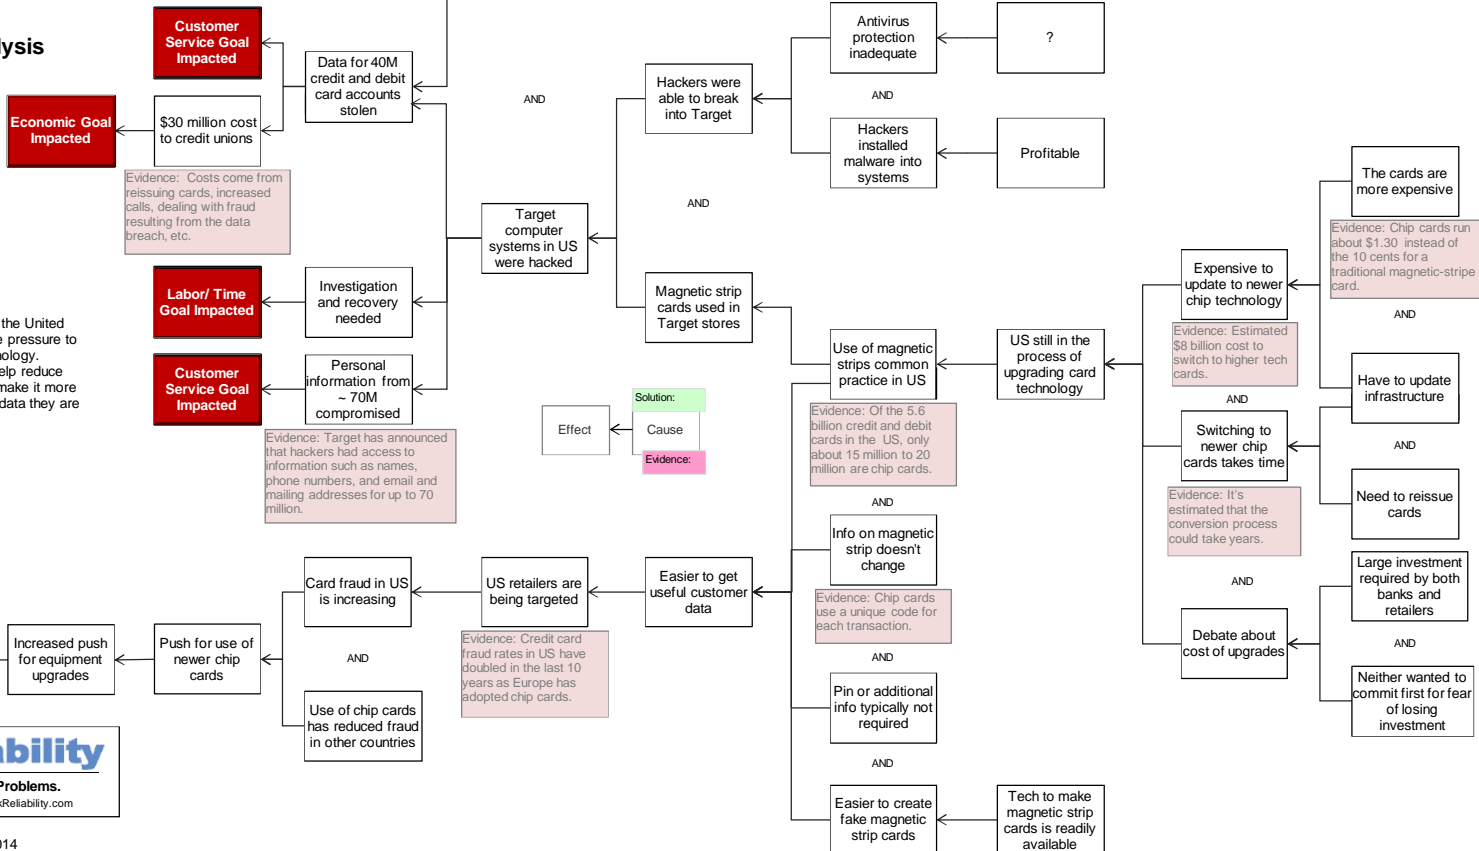 lysis
Customer
Service Goal
Impacted
Economic Goal
Impacted
$30 million cost
to credit unions
Evidence: Costs come from
reissuing cards, increased
calls, dealing with fraud
resulting from the data
breach, etc.
Data for 40M
credit and debit
card accounts
stolen
AND
Hackers were
able to break
into Target
Antivirus
protection
inadequate
?
AND
Hackers
installed
malware into
systems
Profitable
AND
Target
computer
systems in US
were hacked
Labor/ Time
Goal Impacted
Investigation
and recovery
needed
Magnetic strip
cards used in
Target stores
the United
e pressure to
nology.
elp reduce
make it more
data they are
Customer
Service Goal
Impacted
Personal
information from
~ 70M
compromised
Evidence: Target has announced
that hackers had access to
information such as names,
phone numbers, and email and
mailing addresses for up to 70
million.
Effect
Solution:
Cause
Evidence:
Use of magnetic
strips common
practice in US
Evidence: Of the 5.6
billion credit and debit
cards in the US, only
about 15 million to 20
million are chip cards.
US still in the
process of
upgrading card
technology
Expensive to
update to newer
chip technology
Evidence: Estimated
$8 billion cost to
switch to higher tech
cards.
The cards are
more expensive
Evidence: Chip cards run
about $1.30 instead of
the 10 cents for a
traditional magnetic-stripe
card.
AND
Have to update
infrastructure
AND
Switching to
newer chip
cards takes time
Evidence: It's
estimated that the
conversion process
could take years.
AND
Need to reissue
cards
AND
Debate about
cost of upgrades
Large investment
required by both
banks and
retailers
AND
Neither wanted to
commit first for fear
of losing
investment
AND
Info on magnetic
strip doesn't
change
Evidence: Chip cards
use a unique code for
each transaction.
AND
Pin or additional
info typically not
required
AND
Easier to create
fake magnetic
strip cards
Tech to make
magnetic strip
cards is readily
available
Easier to get
useful customer
data
US retailers are
being targeted
Evidence: Credit card
fraud rates in US have
doubled in the last 10
years as Europe has
adopted chip cards.
Card fraud in US
is increasing
AND
Use of chip cards
has reduced fraud
in other countries
Push for use of
newer chip
cards
Increased push
for equipment
upgrades
ability
Problems.
kReliability.com
014